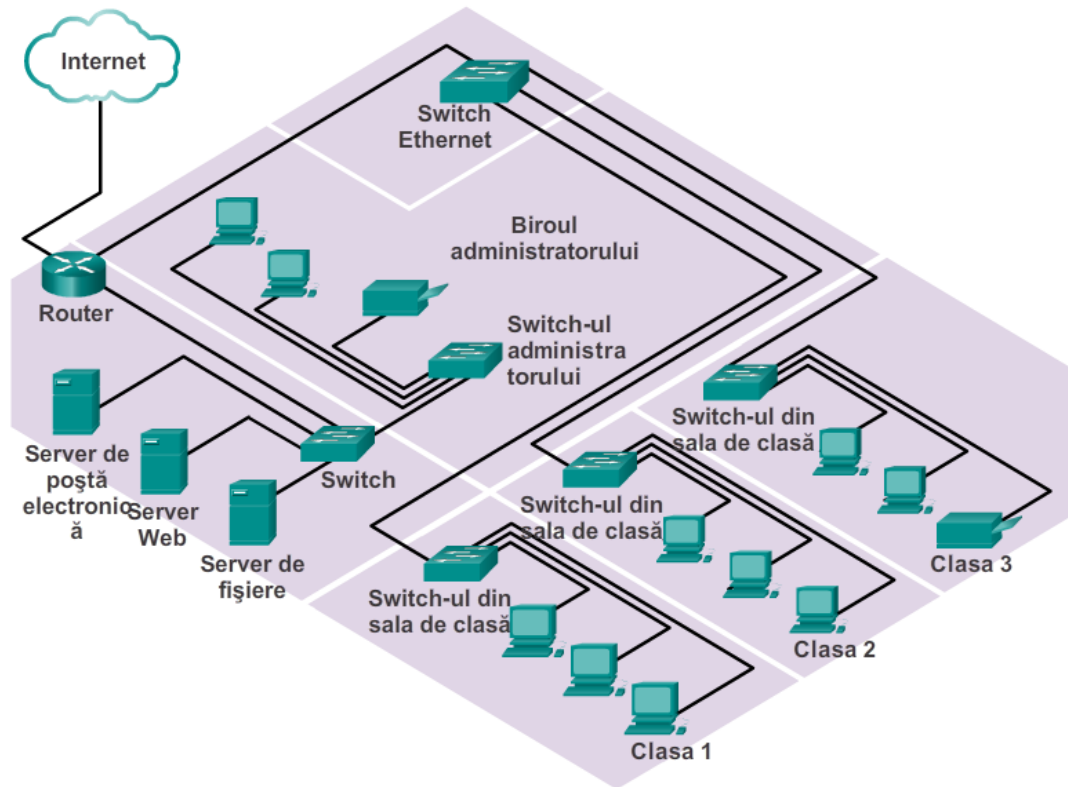 Internet
Switch
Ethernet
Biroul
administratorului
Router
Switch-ul
administra
torului
Switch-ul din
sala de clasă
Server de
poştă
electronic
ă
Server
Web
Switch
Switch-ul din
sala de clasă
Clasa 3
Server de
fişiere
Switch-ul din
sala de clasă
Clasa 2
Clasa 1